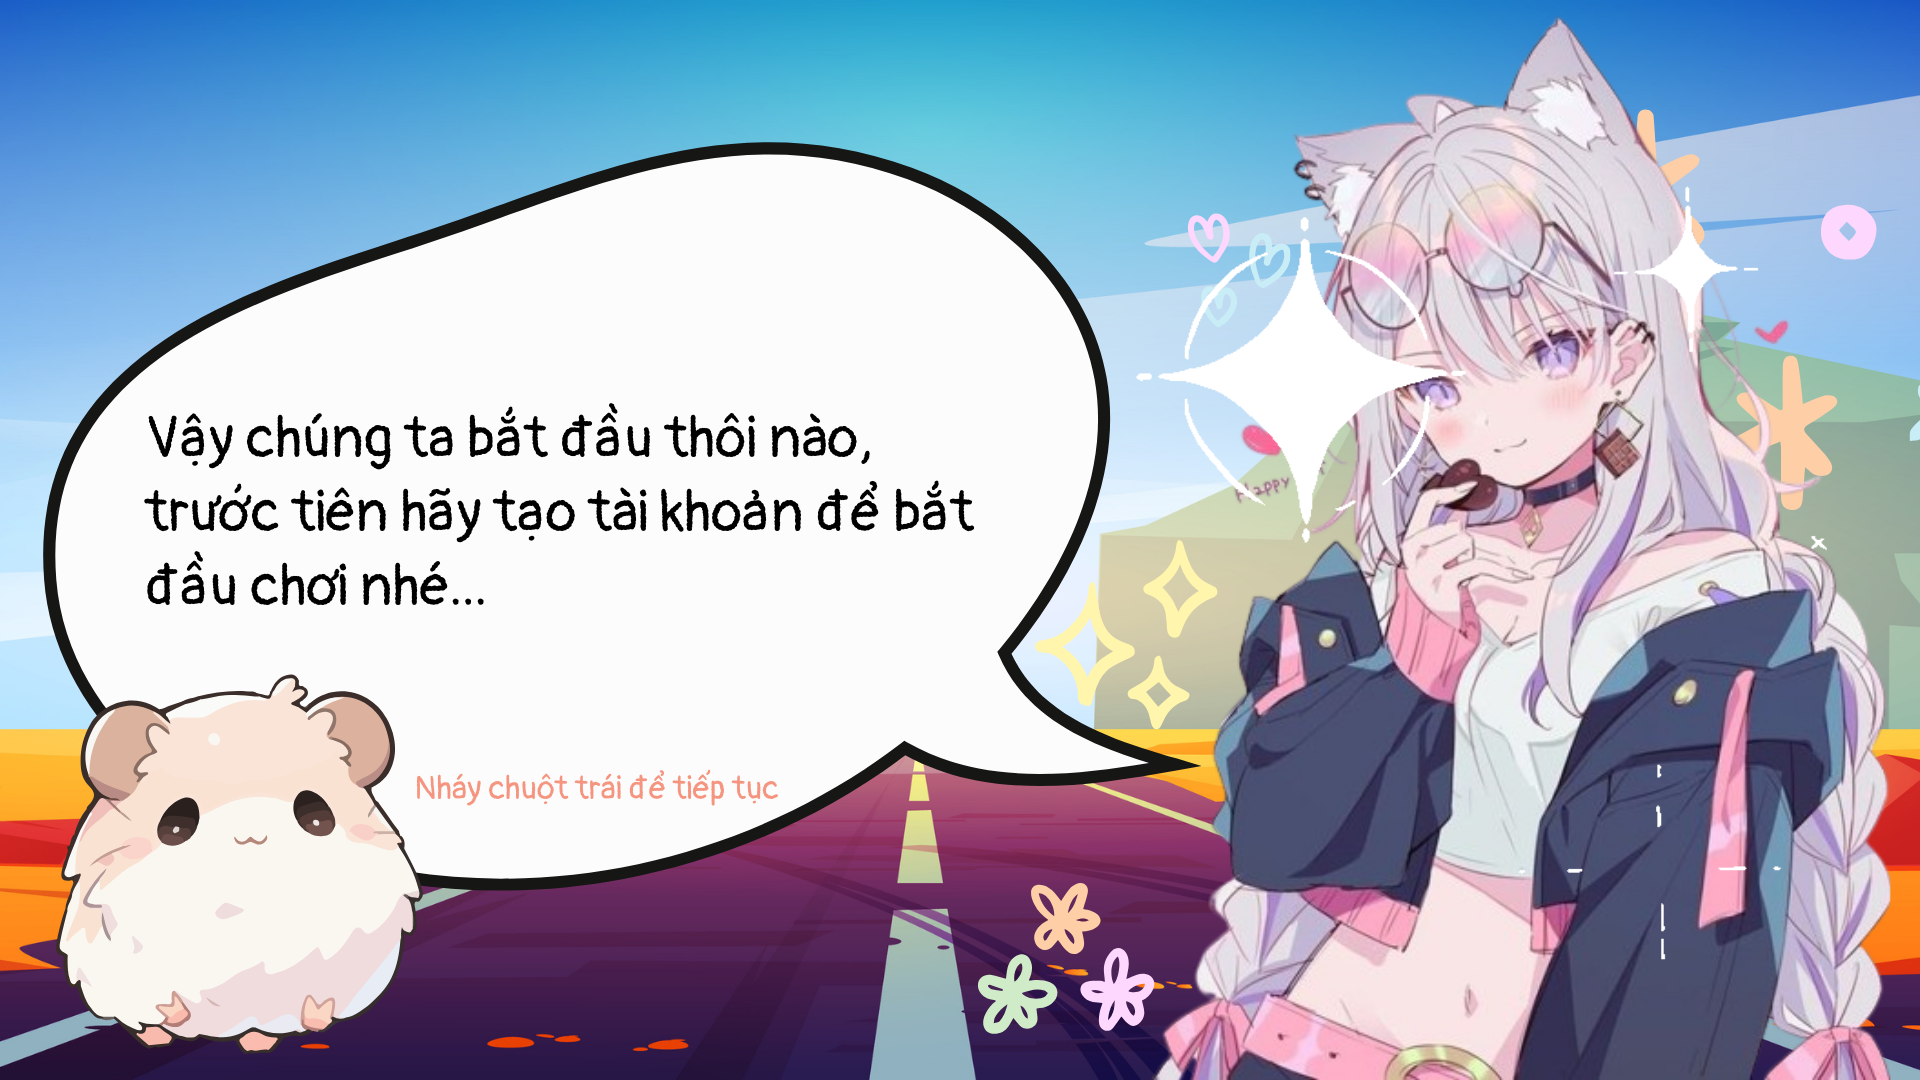 Vậy chúng ta bắt đầu thôi nào,
trước tiên hãy tạo tài khoản để bắt
đầu chơi nhé...
Nháy chuột trái để tiếp tục
Happy